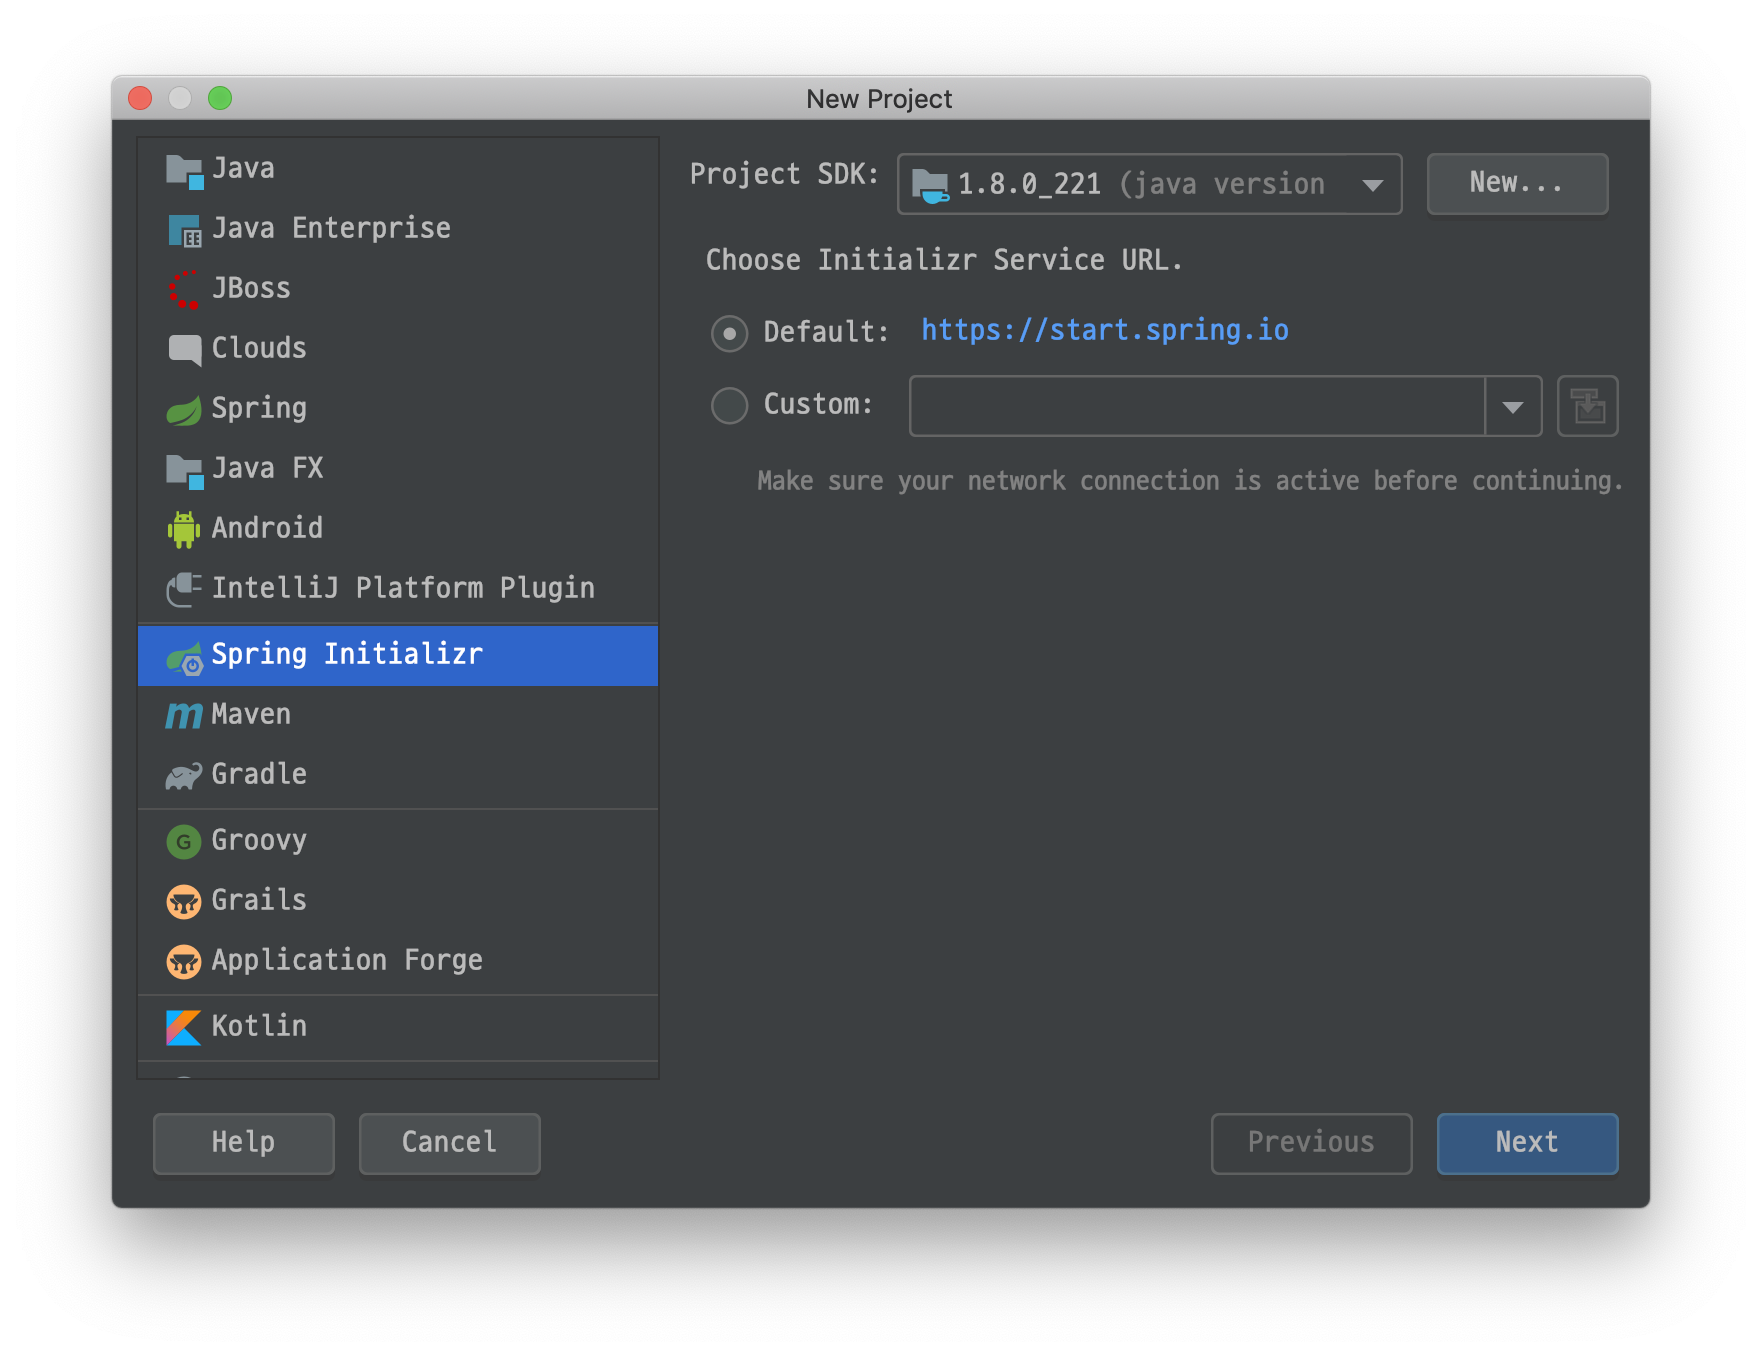 New Project
Java
Java Enterprise
JBoss
Clouds
Spring
Java FX
Android
IntelliJ Platform Plugin
Spring Initializr
Maven
Gradle
Groovy
Grails
Application Forge
Kotlin
Project SDK: 1.8.0_221 (java version
New...
Choose Initializr Service URL.
Default: https://start.spring.io
Custom:
Make sure your network connection is active before continuing.
Help
Cancel
Previous
Next